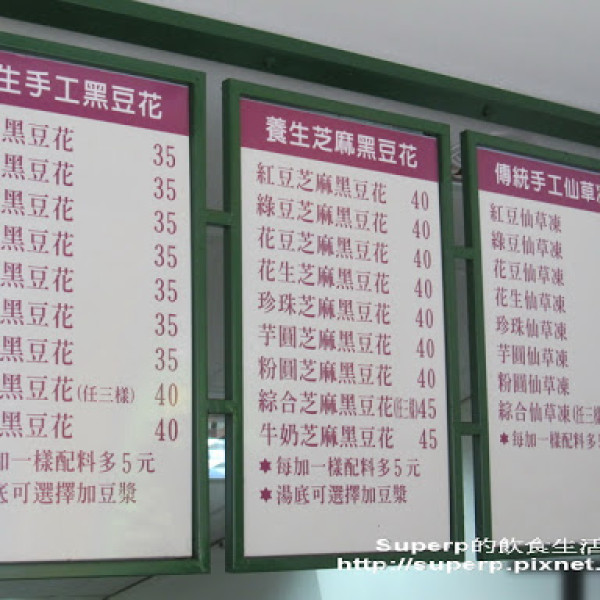 生手工黑豆花
黑豆花 35
黑豆花 35
黑豆花 35
黑豆花 35
黑豆花 35
黑豆花 35
黑豆花 35
黑豆花(任三樣) 40
黑豆花 40
加一樣配料多5元
底可選擇加豆漿
養生芝麻黑豆花
紅豆芝麻黑豆花 40
綠豆芝麻黑豆花 40
花豆芝麻黑豆花 40
花生芝麻黑豆花 40
珍珠芝麻黑豆花 40
芋圓芝麻黑豆花 40
粉圓芝麻黑豆花 40
綜合芝麻黑豆花(任三樣)45
牛奶芝麻黑豆花 45
✱每加一樣配料多5元
✱湯底可選擇加豆漿
傳統手工仙草凍
紅豆仙草凍
綠豆仙草凍
花豆仙草凍
花生仙草凍
珍珠仙草凍
芋圓仙草凍
粉圓仙草凍
綜合仙草凍(任三樣
✱每加一樣配料多5
Superp的飲食生活
http://superp.pixnet.